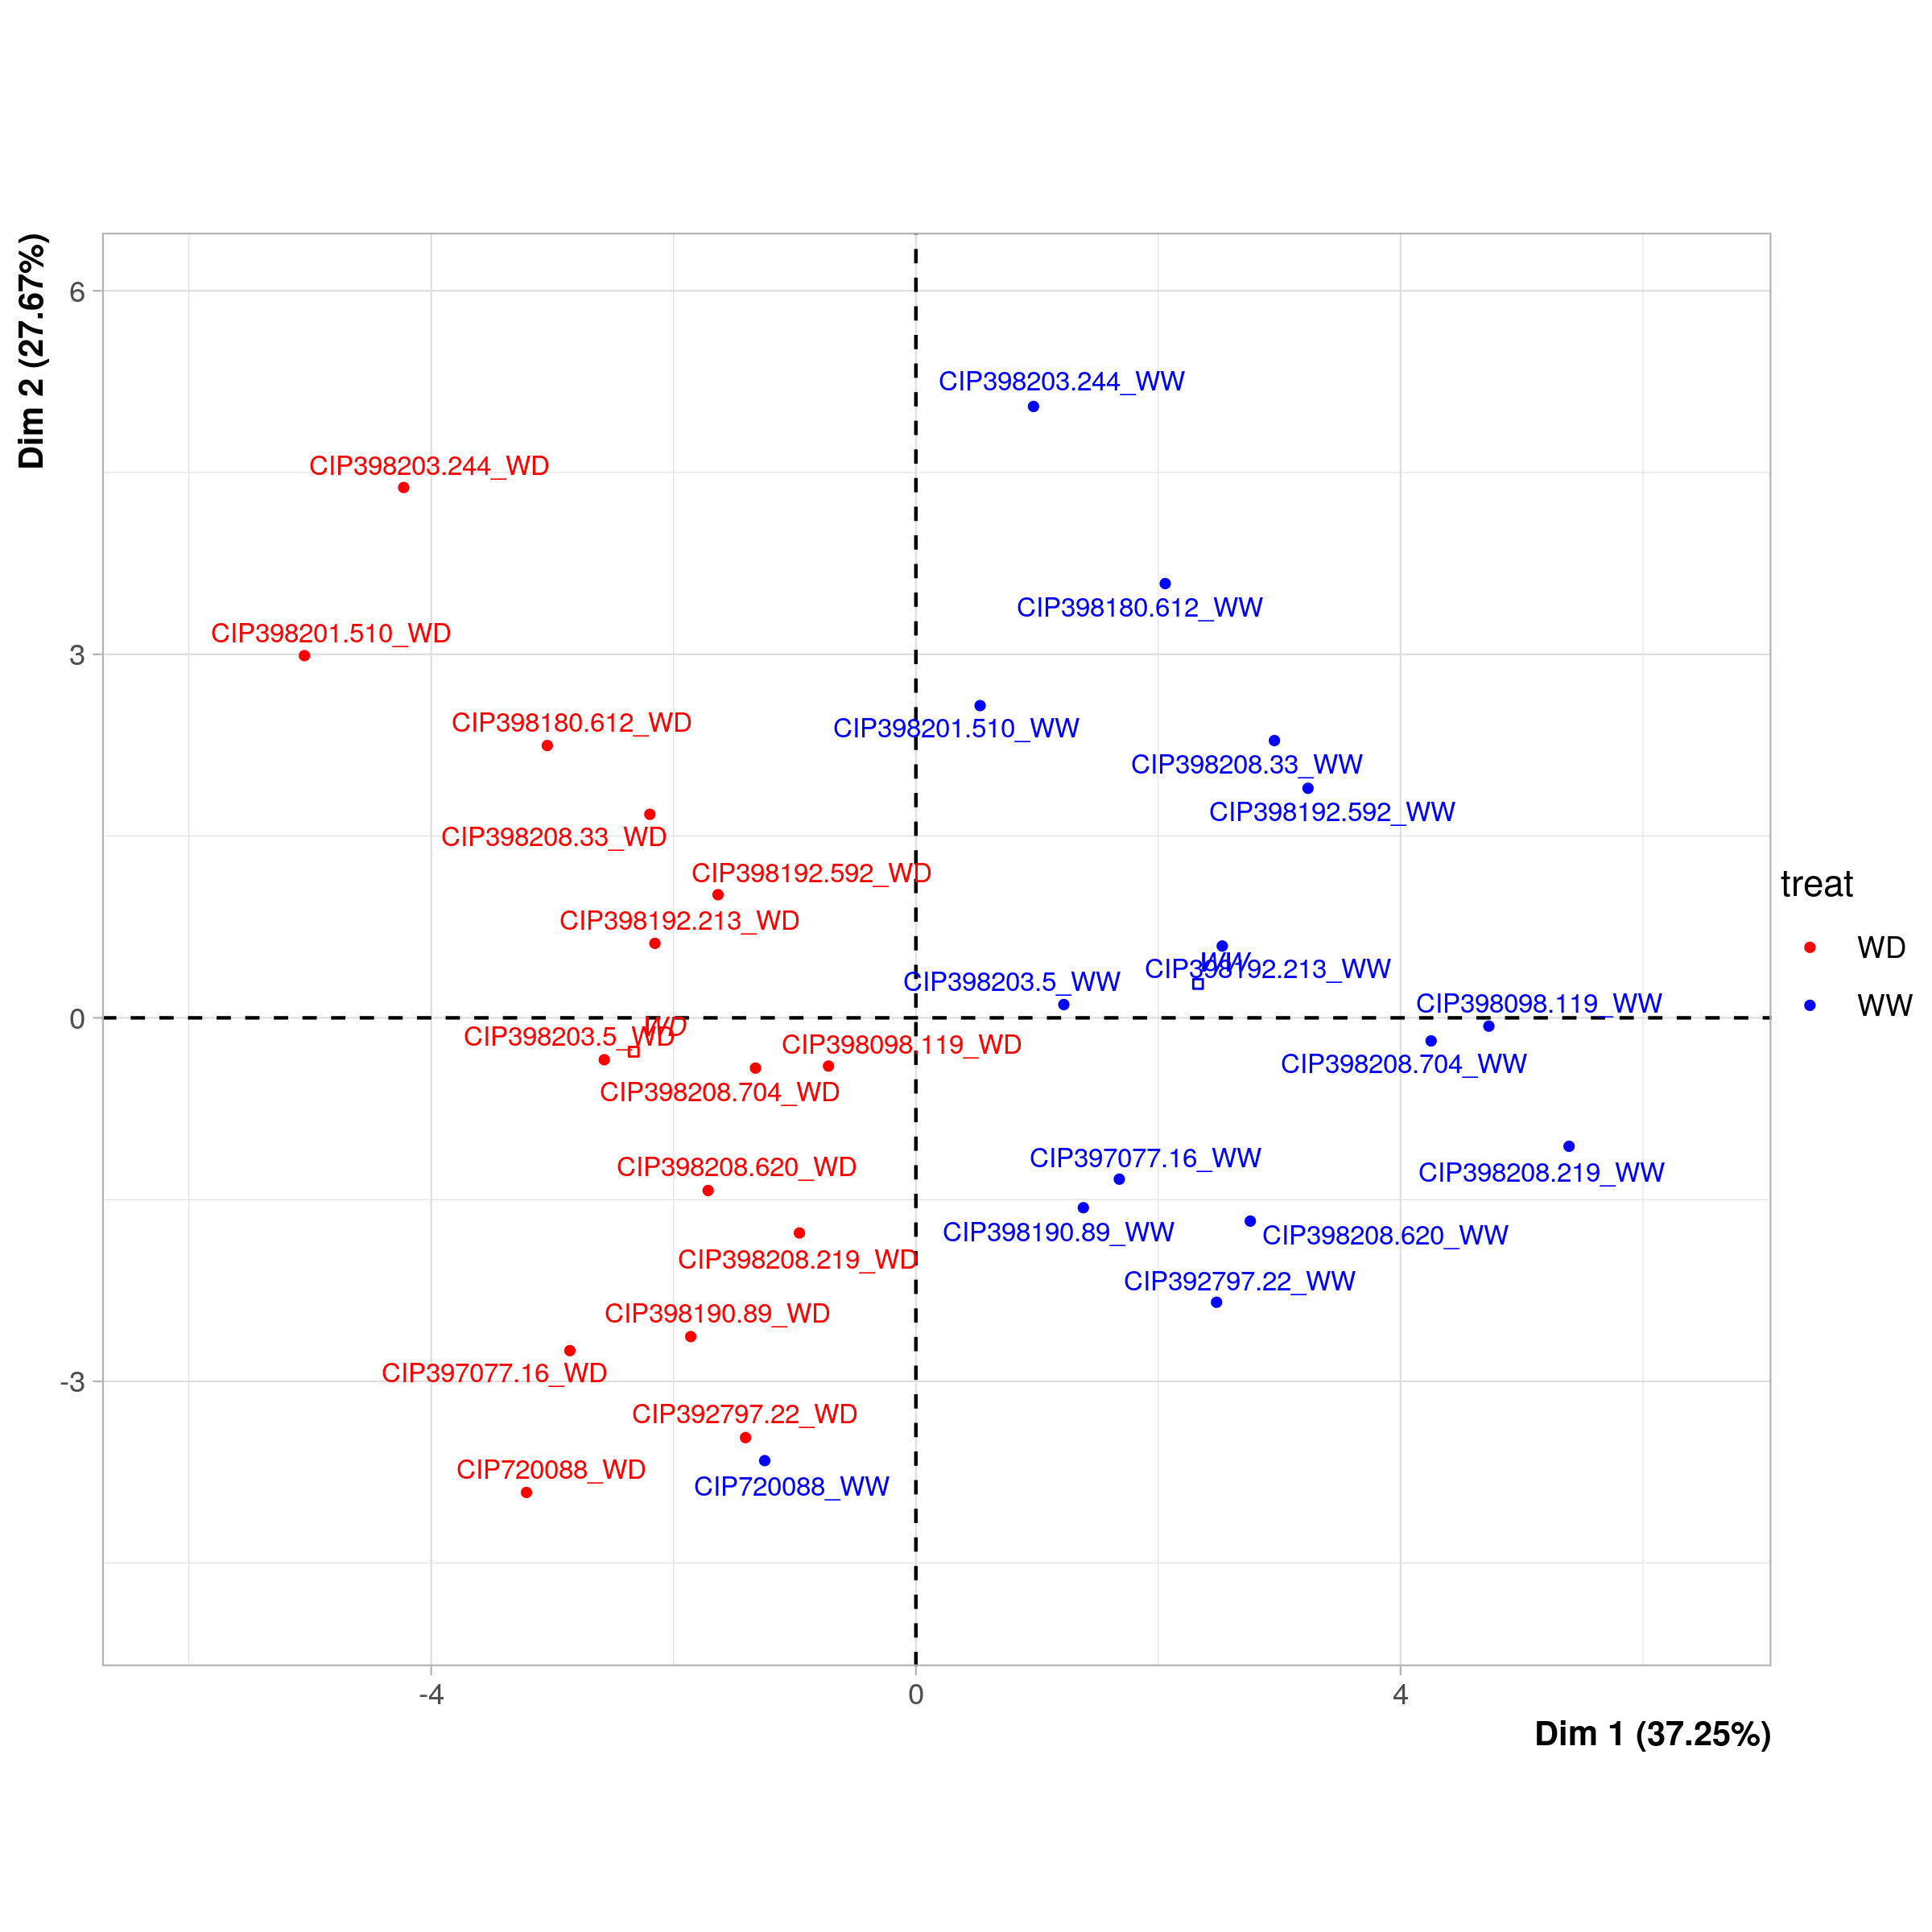 Dim 2 (27.67%)
6
CIP398203.244_WW
CIP398203.244_WD
CIP398180.612_WW
CIP398201.510_WD
3
CIP398180.612_WD
CIP398201.510_WW
CIP398208.33_WW
CIP398192.592_WW
CIP398208.33_WD
CIP398192.592_WD
treat
CIP398192.213_WD
WD
WW
CIP398192.213_WW
CIP398203.5_WW
CIP398098.119_WW
WW
0
WD
CIP398203.5_WD
CIP398098.119_WD
CIP398208.704_WW
CIP398208.704_WD
CIP397077.16_WW
CIP398208.620_WD
CIP398208.219_WW
CIP398190.89_WW
CIP398208.620_WW
CIP398208.219_WD
CIP392797.22_WW
CIP398190.89_WD
CIP397077.16_WD
-3
CIP392797.22_WD
CIP720088_WD
CIP720088_WW
-4
0
4
Dim 1 (37.25%)